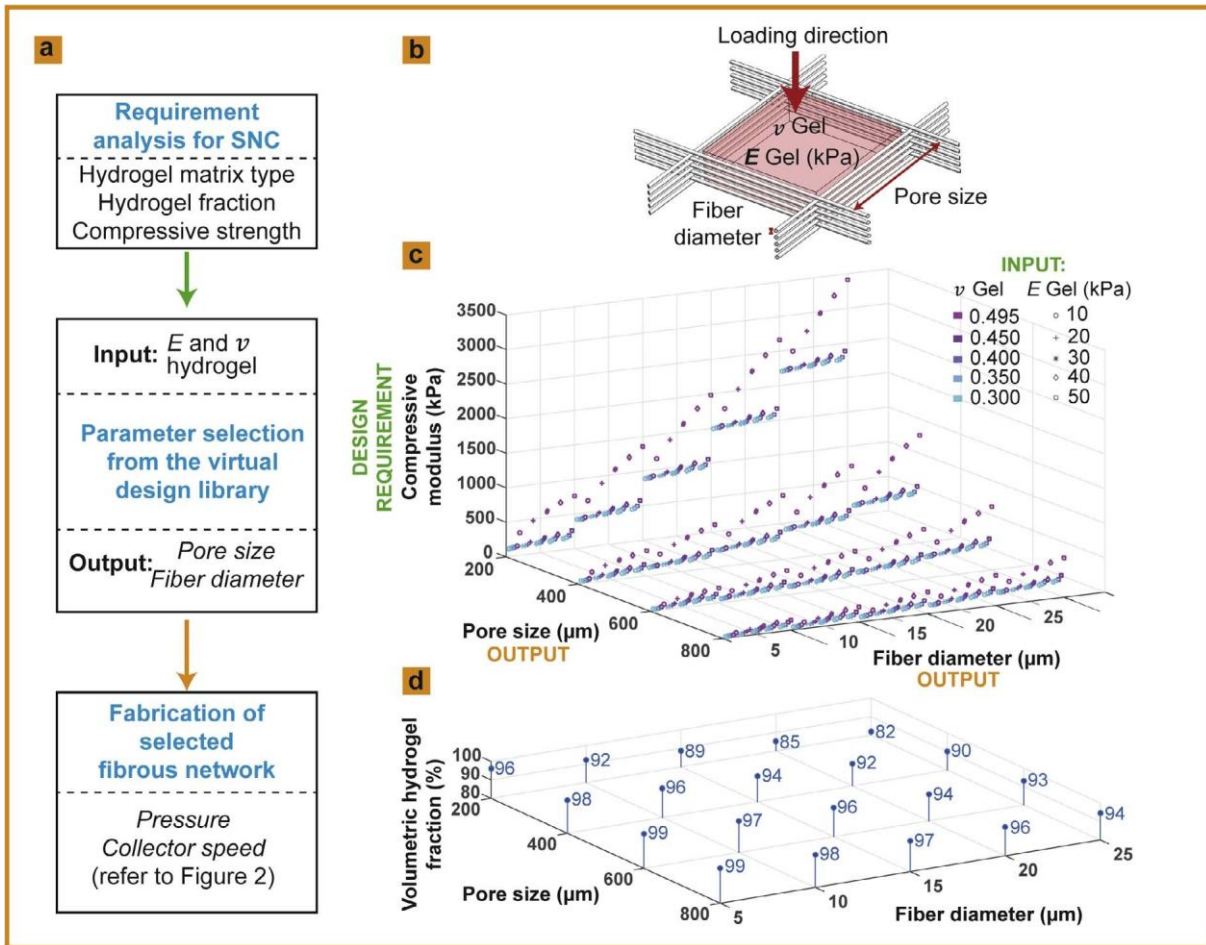 a
Requirement
analysis for SNC
Hydrogel matrix type
Hydrogel fraction
Compressive strength
Input: E and ν
hydrogel
Parameter selection
from the virtual
design library
Output: Pore size
Fiber diameter
Fabrication of
selected
fibrous network
Pressure
Collector speed
(refer to Figure 2)
b
Loading direction
ν Gel
E Gel (kPa)
Pore size
Fiber
diameter
c
INPUT:
ν Gel E Gel (kPa)
0.495 10
0.450 20
0.400 30
0.350 40
0.300 50
DESIGN
REQUIREMENT
Compressive
modulus (kPa)
3500
3000
2500
2000
1500
1000
500
0
200
400
600
800
Pore size (µm)
OUTPUT
5
10
15
20
25
Fiber diameter (µm)
OUTPUT
d
Volumetric hydrogel
fraction (%)
100
90
80
96 92 89 85 82
98 96 94 92 90
99 97 96 94 93
99 98 97 96 94
200
400
600
800
Pore size (µm)
5
10
15
20
25
Fiber diameter (µm)